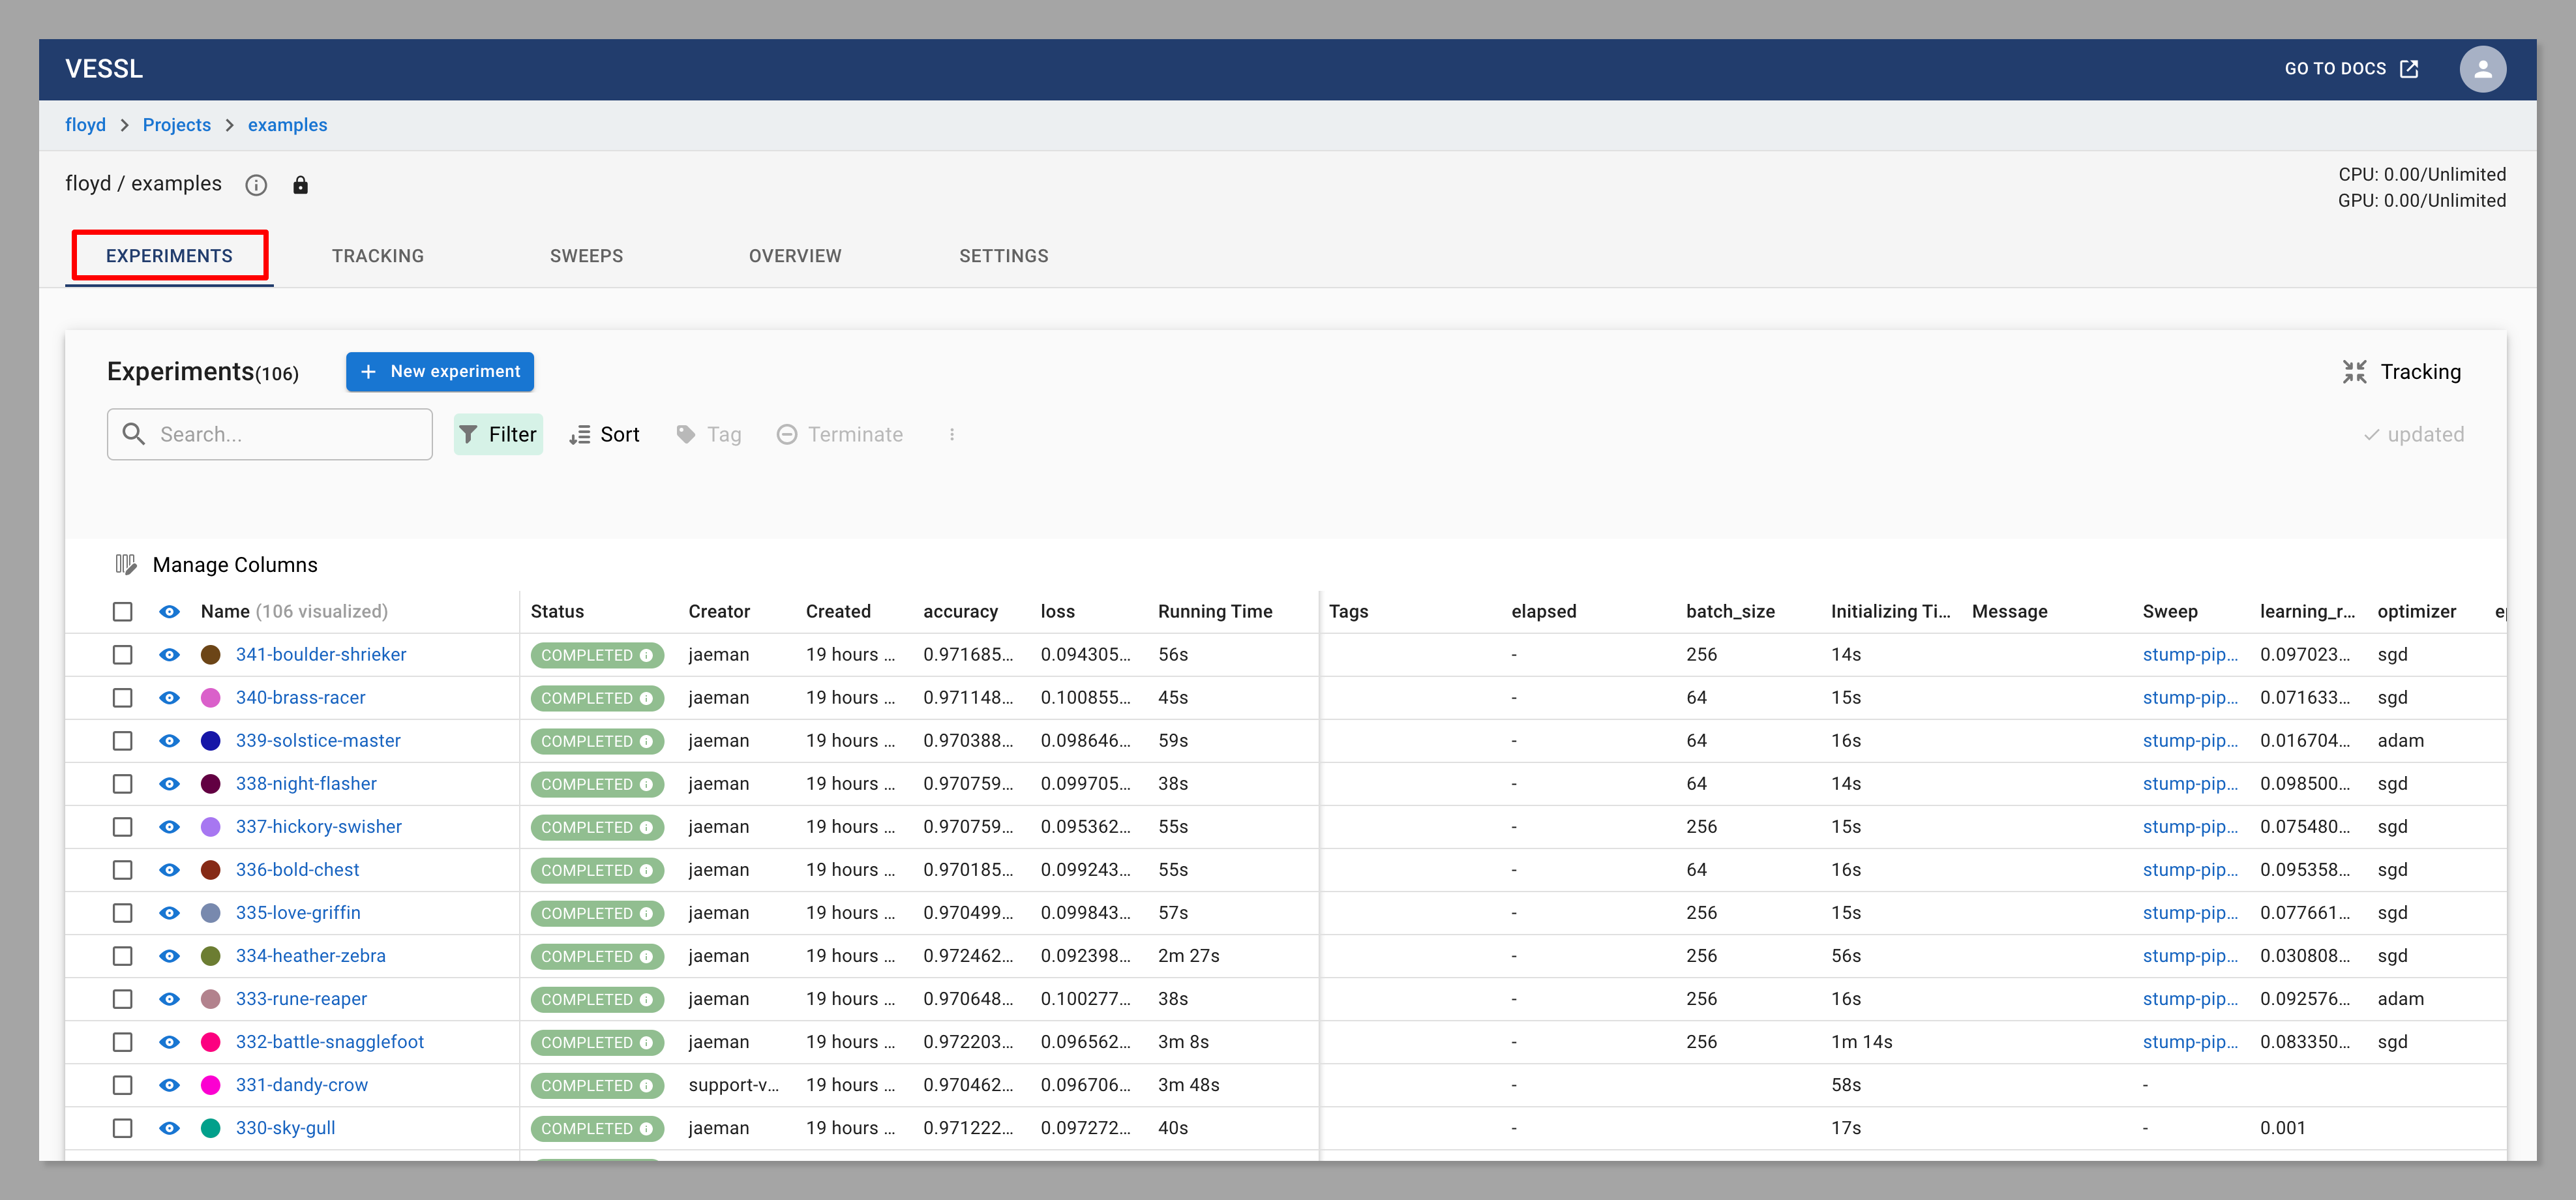 VESSL GO TO DOCS
floyd > Projects > examples
floyd / examples
CPU: 0.00/Unlimited
GPU: 0.00/Unlimited
EXPERIMENTS TRACKING SWEEPS OVERVIEW SETTINGS
Experiments(106) + New experiment Tracking
Search... Filter Sort Tag Terminate updated
Manage Columns
Name (106 visualized) Status Creator Created accuracy loss Running Time Tags elapsed batch_size Initializing Ti... Message Sweep learning_r... optimizer
341-boulder-shrieker COMPLETED jaeman 19 hours ... 0.971685... 0.094305... 56s - 256 14s stump-pip... 0.097023... sgd
340-brass-racer COMPLETED jaeman 19 hours ... 0.971148... 0.100855... 45s - 64 15s stump-pip... 0.071633... sgd
339-solstice-master COMPLETED jaeman 19 hours ... 0.970388... 0.098646... 59s - 64 16s stump-pip... 0.016704... adam
338-night-flasher COMPLETED jaeman 19 hours ... 0.970759... 0.099705... 38s - 64 14s stump-pip... 0.098500... sgd
337-hickory-swisher COMPLETED jaeman 19 hours ... 0.970759... 0.095362... 55s - 256 15s stump-pip... 0.075480... sgd
336-bold-chest COMPLETED jaeman 19 hours ... 0.970185... 0.099243... 55s - 64 16s stump-pip... 0.095358... sgd
335-love-griffin COMPLETED jaeman 19 hours ... 0.970499... 0.099843... 57s - 256 15s stump-pip... 0.077661... sgd
334-heather-zebra COMPLETED jaeman 19 hours ... 0.972462... 0.092398... 2m 27s - 256 56s stump-pip... 0.030808... sgd
333-rune-reaper COMPLETED jaeman 19 hours ... 0.970648... 0.100277... 38s - 256 16s stump-pip... 0.092576... adam
332-battle-snagglefoot COMPLETED jaeman 19 hours ... 0.972203... 0.096562... 3m 8s - 256 1m 14s stump-pip... 0.083350... sgd
331-dandy-crow COMPLETED support-v... 19 hours ... 0.970462... 0.096706... 3m 48s - 58s -
330-sky-gull COMPLETED jaeman 19 hours ... 0.971222... 0.097272... 40s - 17s - 0.001